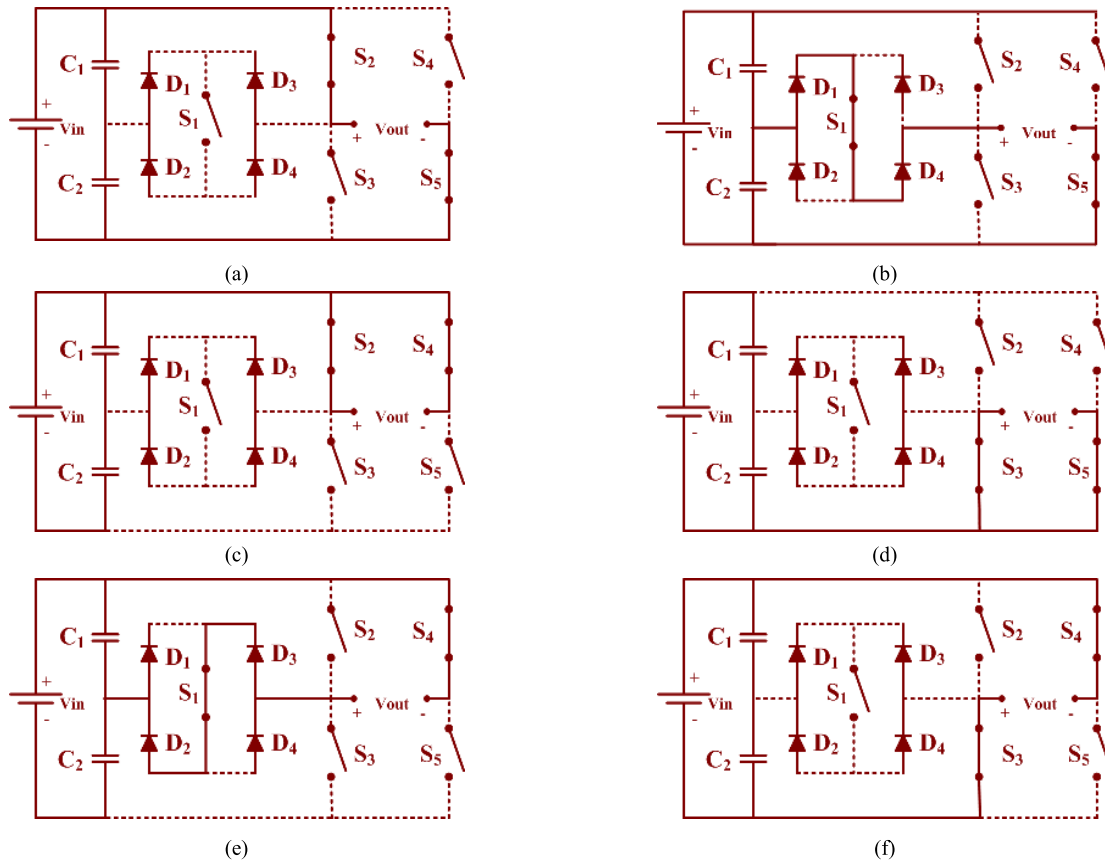 C1 D1 D3 S2 S4
+ Vin S1 + Vout -
-
C2 D2 D4 S3 S5
(a)
C1 D1 D3 S2 S4
+ Vin S1 + Vout -
-
C2 D2 D4 S3 S5
(b)
C1 D1 D3 S2 S4
+ Vin S1 + Vout -
-
C2 D2 D4 S3 S5
(c)
C1 D1 D3 S2 S4
+ Vin S1 + Vout -
-
C2 D2 D4 S3 S5
(d)
C1 D1 D3 S2 S4
+ Vin S1 + Vout -
-
C2 D2 D4 S3 S5
(e)
C1 D1 D3 S2 S4
+ Vin S1 + Vout -
-
C2 D2 D4 S3 S5
(f)